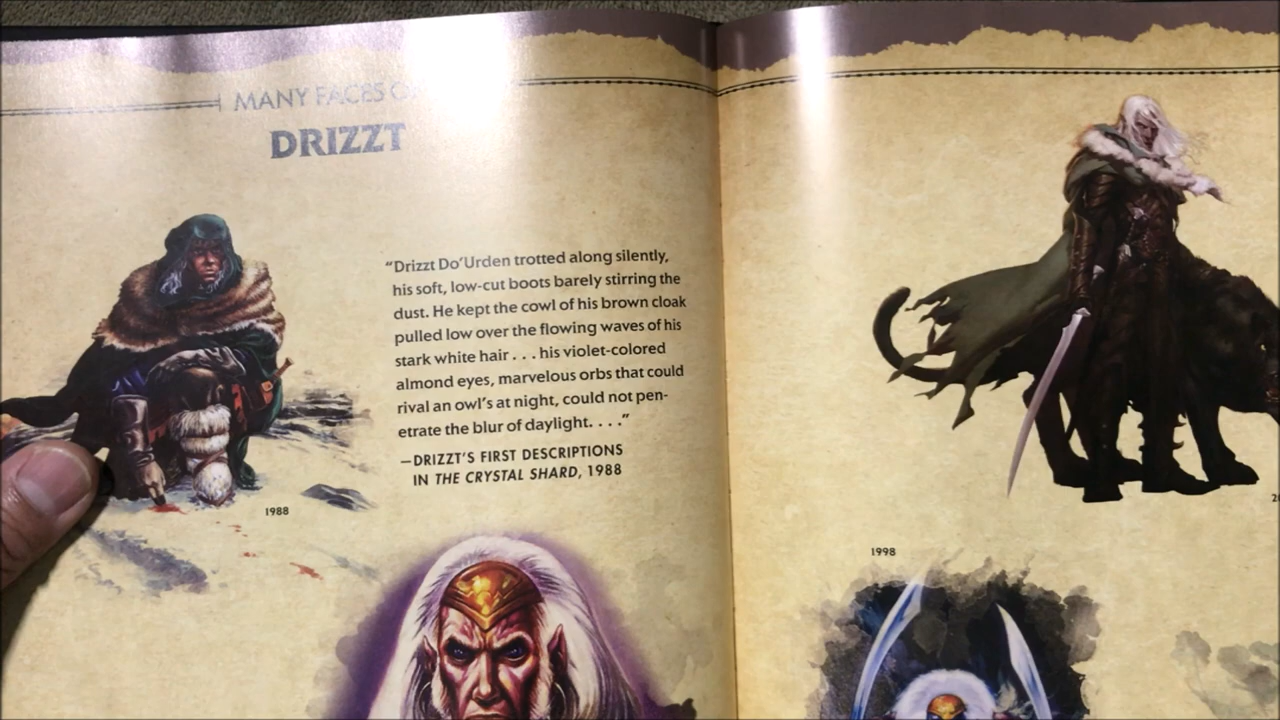 MANY FACES
DRIZZT
“Drizzt Do’Urden trotted along silently,
his soft, low-cut boots barely stirring the
dust. He kept the cowl of his brown cloak
pulled low over the flowing waves of his
stark white hair . . . his violet-colored
almond eyes, marvelous orbs that could
rival an owl’s at night, could not pen-
etrate the blur of daylight. . . .”
—DRIZZT’S FIRST DESCRIPTIONS
IN THE CRYSTAL SHARD, 1988
1988
1998